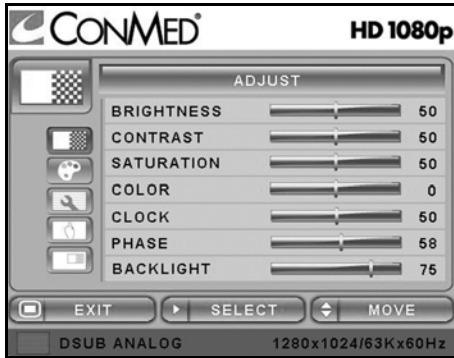 CONMED® HD 1080p
ADJUST
BRIGHTNESS 50
CONTRAST 50
SATURATION 50
COLOR 0
CLOCK 50
PHASE 58
BACKLIGHT 75
EXIT SELECT MOVE
DSUB ANALOG 1280x1024/63Kx60Hz